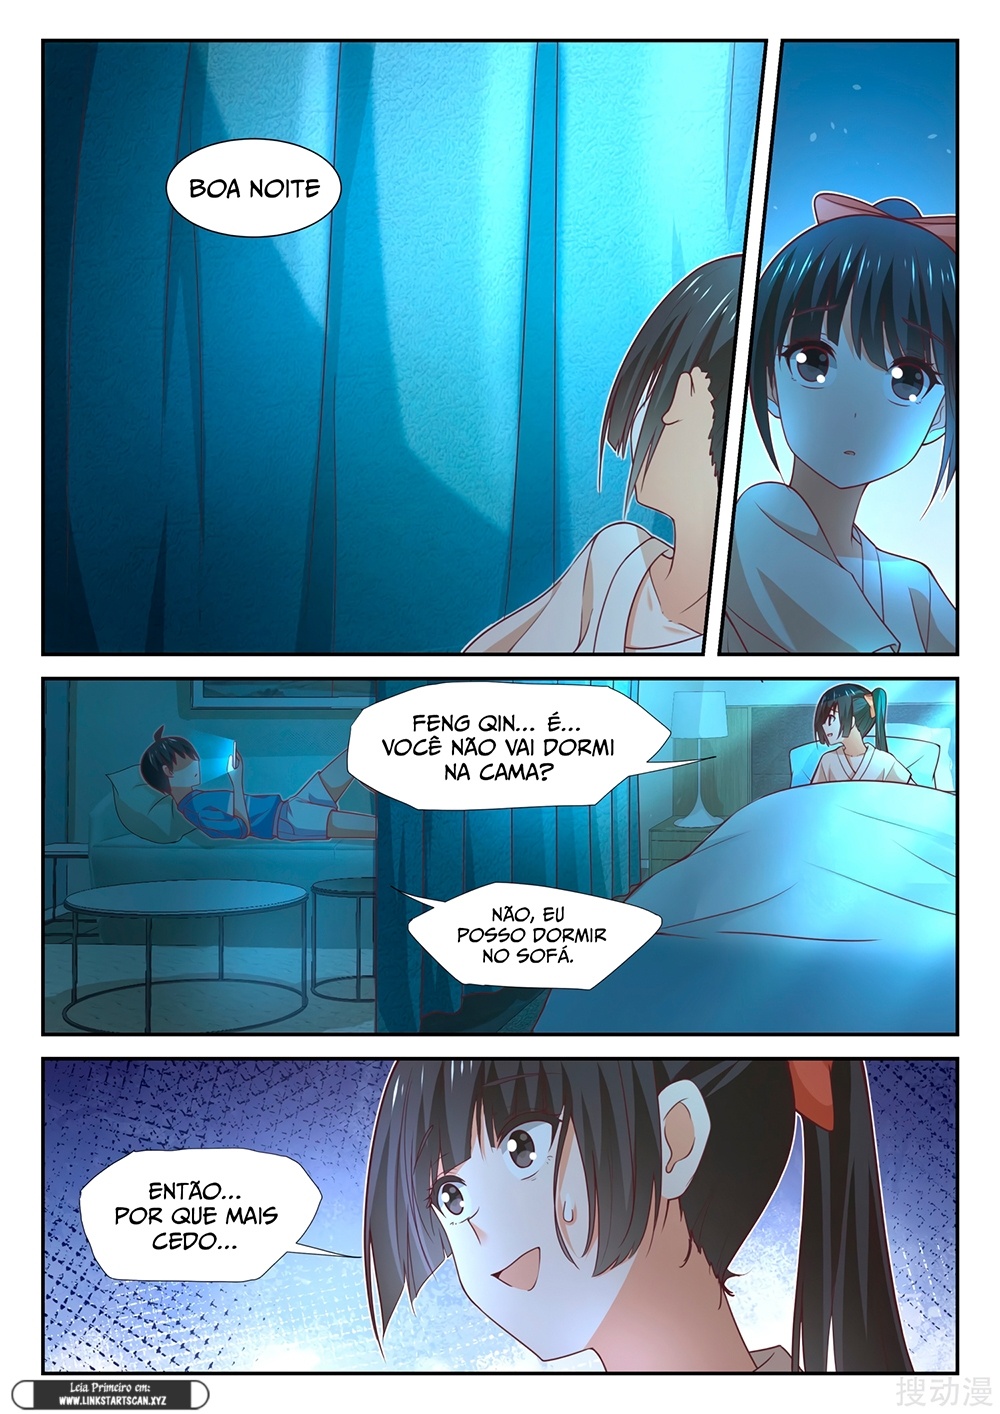 BOA NOITE
FENG QIN... É...
VOCÊ NÃO VAI DORMI
NA CAMA?
NÃO, EU
POSSO DORMIR
NO SOFÁ.
ENTÃO...
POR QUE MAIS
CEDO...
Leia Primeiro em:
WWW.LINKSTARTSCAN.XYZ
搜动漫